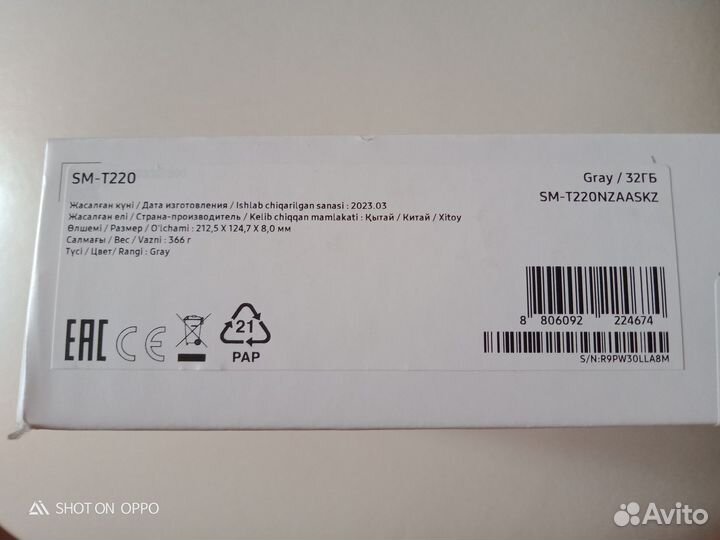 SM-T220
Gray / 32ГБ
SM-T220NZAASKZ
Жасалған күні / Дата изготовления / Ishlab chiqarilgan sanasi : 2023.03
Жасалған елі / Страна-производитель / Kelib chiqqan mamlakati : Қытай / Китай / Xitoy
Өлшемі / Размер / O'lchami : 212,5 X 124,7 X 8,0 мм
Салмағы / Вес / Vazni : 366 г
Түсі / Цвет/ Rangi : Gray
8 806092 224674
S/N:R9PW30LLA8M
EAC CE
21
PAP
SHOT ON OPPO
Avito